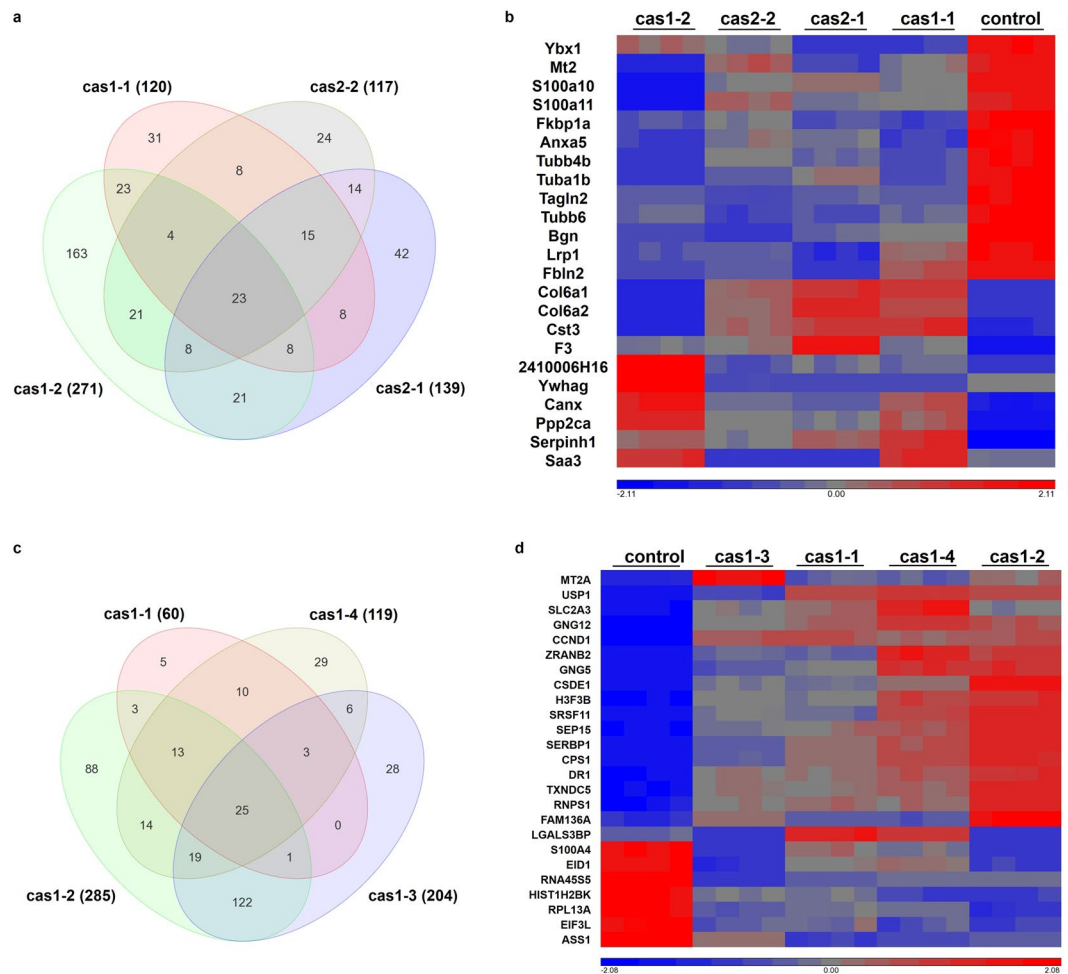 a
cas1-1 (120)
cas2-2 (117)
31
24
23
8
14
163
4
15
42
23
21
8
8
8
21
cas1-2 (271)
cas2-1 (139)
b
cas1-2 cas2-2 cas2-1 cas1-1 control
Ybx1
Mt2
S100a10
S100a11
Fkbp1a
Anxa5
Tubb4b
Tuba1b
Tagln2
Tubb6
Bgn
Lrp1
Fbln2
Col6a1
Col6a2
Cst3
F3
2410006H16
Ywhag
Canx
Ppp2ca
Serpinh1
Saa3
-2.11 0.00 2.11
c
cas1-1 (60)
cas1-4 (119)
5
29
3
10
6
88
13
3
28
25
14
0
19
1
122
cas1-2 (285)
cas1-3 (204)
d
control cas1-3 cas1-1 cas1-4 cas1-2
MT2A
USP1
SLC2A3
GNG12
CCND1
ZRANB2
GNG5
CSDE1
H3F3B
SRSF11
SEP15
SERBP1
CPS1
DR1
TXNDC5
RNPS1
FAM136A
LGALS3BP
S100A4
EID1
RNA45S5
HIST1H2BK
RPL13A
EIF3L
ASS1
-2.08 0.00 2.08